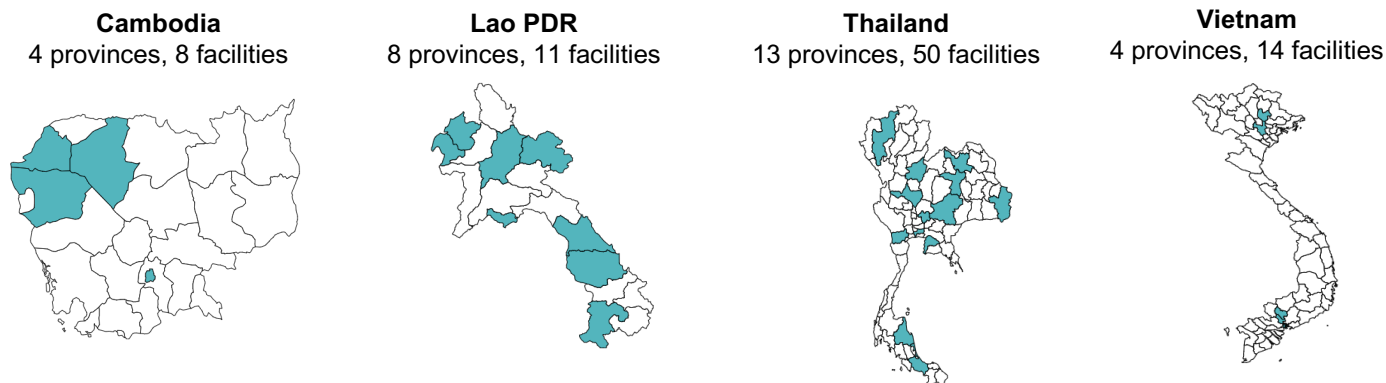 Cambodia
4 provinces, 8 facilities
Lao PDR
8 provinces, 11 facilities
Thailand
13 provinces, 50 facilities
Vietnam
4 provinces, 14 facilities